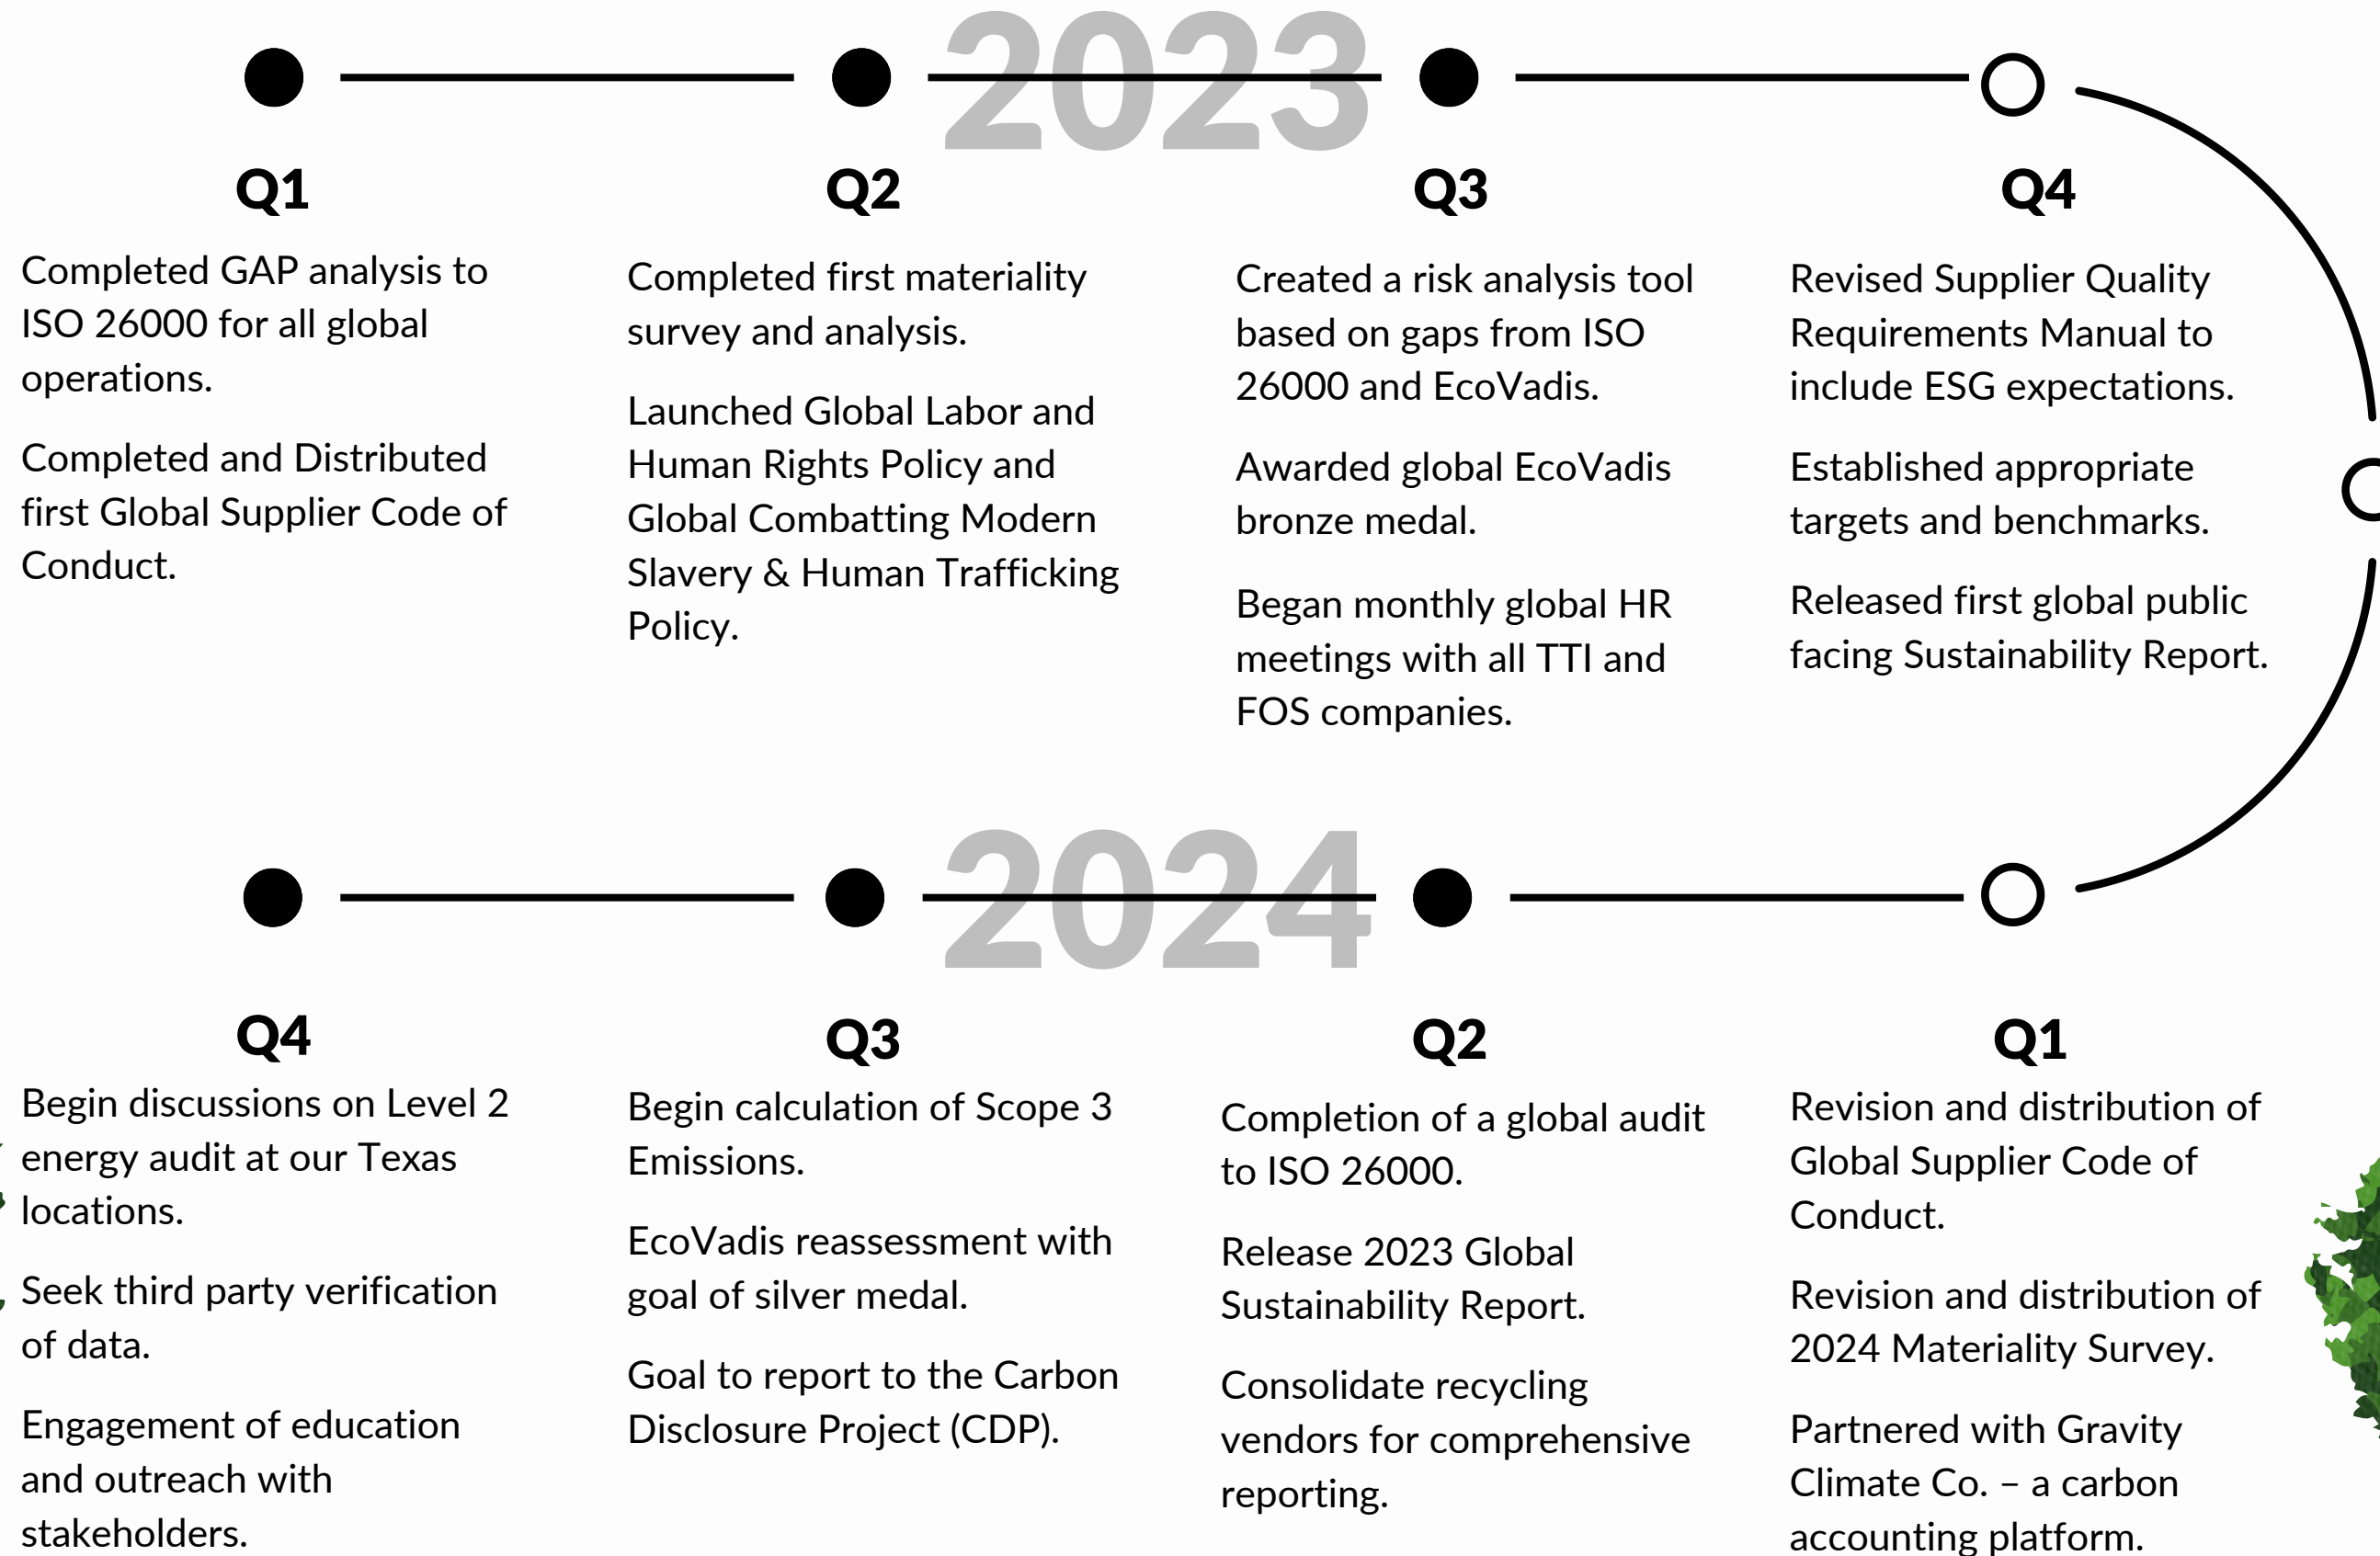 2023
Q1
Completed GAP analysis to
ISO 26000 for all global
operations.
Completed and Distributed
first Global Supplier Code of
Conduct.
Q2
Completed first materiality
survey and analysis.
Launched Global Labor and
Human Rights Policy and
Global Combatting Modern
Slavery & Human Trafficking
Policy.
Q3
Created a risk analysis tool
based on gaps from ISO
26000 and EcoVadis.
Awarded global EcoVadis
bronze medal.
Began monthly global HR
meetings with all TTI and
FOS companies.
Q4
Revised Supplier Quality
Requirements Manual to
include ESG expectations.
Established appropriate
targets and benchmarks.
Released first global public
facing Sustainability Report.
2024
Q4
Begin discussions on Level 2
energy audit at our Texas
locations.
Seek third party verification
of data.
Engagement of education
and outreach with
stakeholders.
Q3
Begin calculation of Scope 3
Emissions.
EcoVadis reassessment with
goal of silver medal.
Goal to report to the Carbon
Disclosure Project (CDP).
Q2
Completion of a global audit
to ISO 26000.
Release 2023 Global
Sustainability Report.
Consolidate recycling
vendors for comprehensive
reporting.
Q1
Revision and distribution of
Global Supplier Code of
Conduct.
Revision and distribution of
2024 Materiality Survey.
Partnered with Gravity
Climate Co. – a carbon
accounting platform.